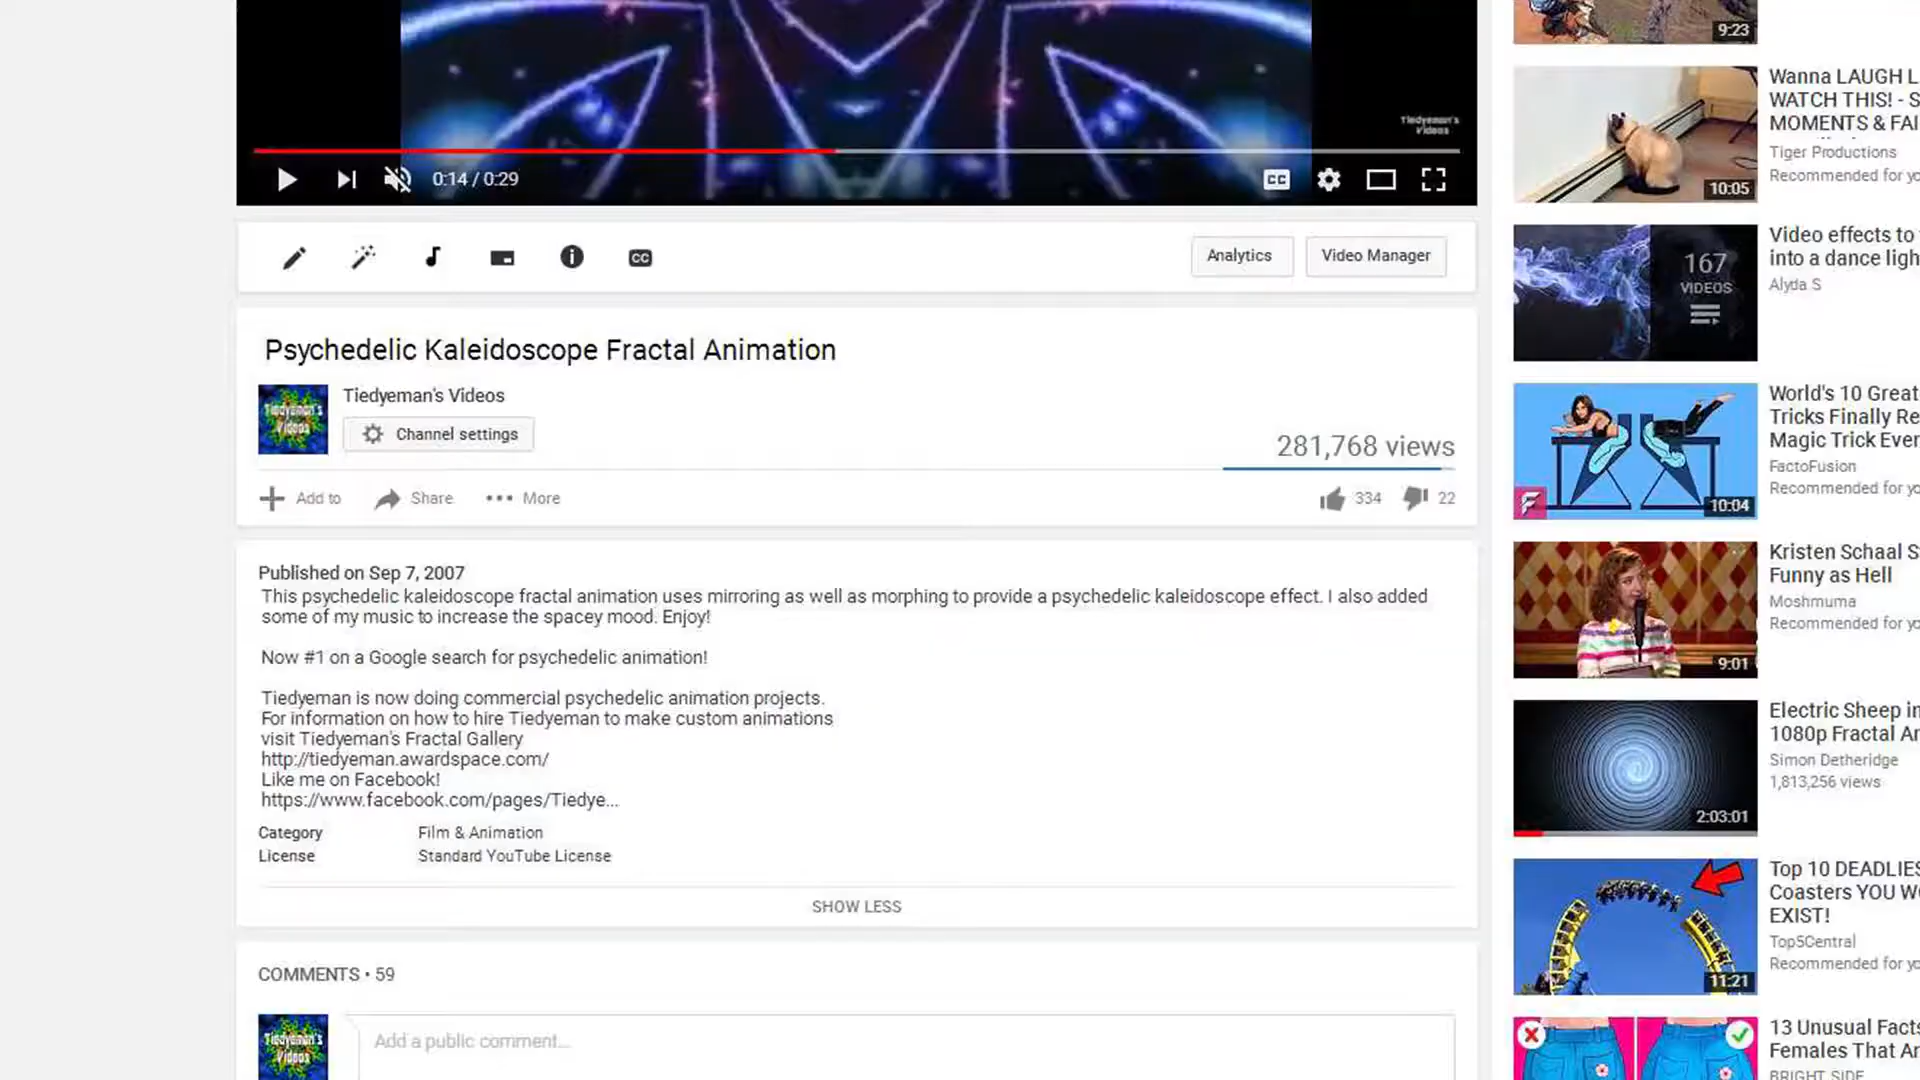 9:23
Tiedyeman's
Videos
0:14 / 0:29
CC
CC
Analytics
Video Manager
Psychedelic Kaleidoscope Fractal Animation
Tiedyeman's
Videos
Tiedyeman's Videos
Channel settings
281,768 views
Add to
Share
More
334
22
Published on Sep 7, 2007
This psychedelic kaleidoscope fractal animation uses mirroring as well as morphing to provide a psychedelic kaleidoscope effect. I also added
some of my music to increase the spacey mood. Enjoy!
Now #1 on a Google search for psychedelic animation!
Tiedyeman is now doing commercial psychedelic animation projects.
For information on how to hire Tiedyeman to make custom animations
visit Tiedyeman's Fractal Gallery
http://tiedyeman.awardspace.com/
Like me on Facebook!
https://www.facebook.com/pages/Tiedye...
Category Film & Animation
License Standard YouTube License
SHOW LESS
COMMENTS • 59
Tiedyeman's
Videos
Add a public comment...
Wanna LAUGH L
WATCH THIS! - S
MOMENTS & FAI
Tiger Productions
Recommended for yo
10:05
Video effects to
into a dance ligh
Alyda S
167
VIDEOS
World's 10 Great
Tricks Finally Re
Magic Trick Ever
FactoFusion
Recommended for yo
10:04
Kristen Schaal S
Funny as Hell
Moshmuma
Recommended for yo
9:01
Electric Sheep in
1080p Fractal An
Simon Detheridge
1,813,256 views
2:03:01
Top 10 DEADLIES
Coasters YOU WO
EXIST!
Top5Central
Recommended for yo
11:21
13 Unusual Facts
Females That Ar
BRIGHT SIDE